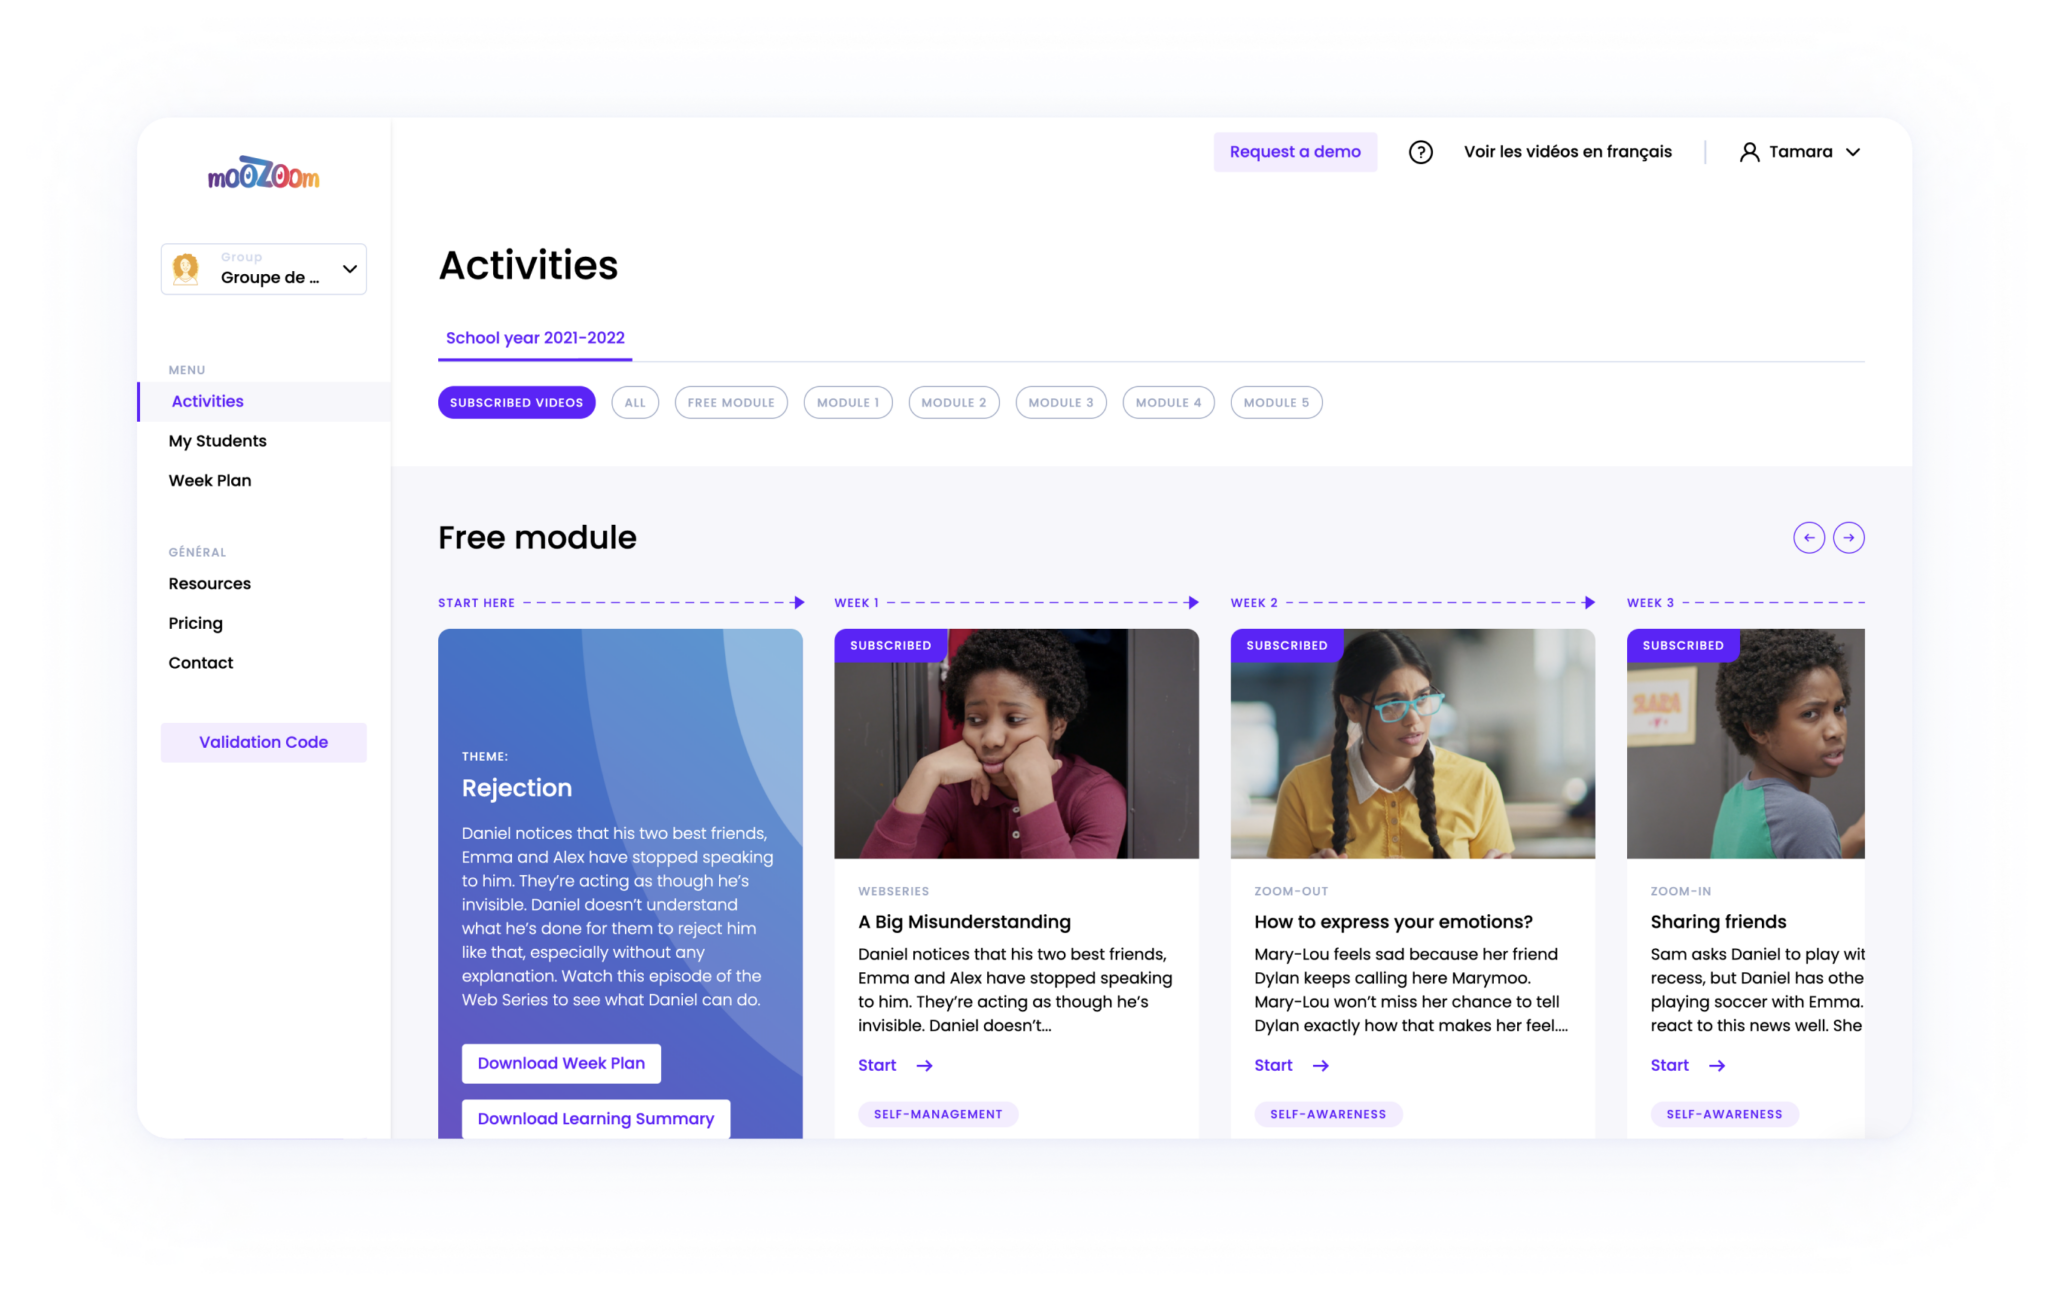 mooZoom
Request a demo
?
Voir les vidéos en français
Tamara
Group
Groupe de ...
MENU
Activities
My Students
Week Plan
GÉNÉRAL
Resources
Pricing
Contact
Validation Code
Activities
School year 2021-2022
SUBSCRIBED VIDEOS
ALL
FREE MODULE
MODULE 1
MODULE 2
MODULE 3
MODULE 4
MODULE 5
Free module
START HERE
THEME:
Rejection
Daniel notices that his two best friends,
Emma and Alex have stopped speaking
to him. They're acting as though he's
invisible. Daniel doesn't understand
what he's done for them to reject him
like that, especially without any
explanation. Watch this episode of the
Web Series to see what Daniel can do.
Download Week Plan
Download Learning Summary
WEEK 1
SUBSCRIBED
WEBSERIES
A Big Misunderstanding
Daniel notices that his two best friends,
Emma and Alex have stopped speaking
to him. They're acting as though he's
invisible. Daniel doesn't...
Start
SELF-MANAGEMENT
WEEK 2
SUBSCRIBED
ZOOM-OUT
How to express your emotions?
Mary-Lou feels sad because her friend
Dylan keeps calling here Marymoo.
Mary-Lou won't miss her chance to tell
Dylan exactly how that makes her feel....
Start
SELF-AWARENESS
WEEK 3
SUBSCRIBED
ZOOM-IN
Sharing friends
Sam asks Daniel to play wit
recess, but Daniel has othe
playing soccer with Emma.
react to this news well. She
Start
SELF-AWARENESS